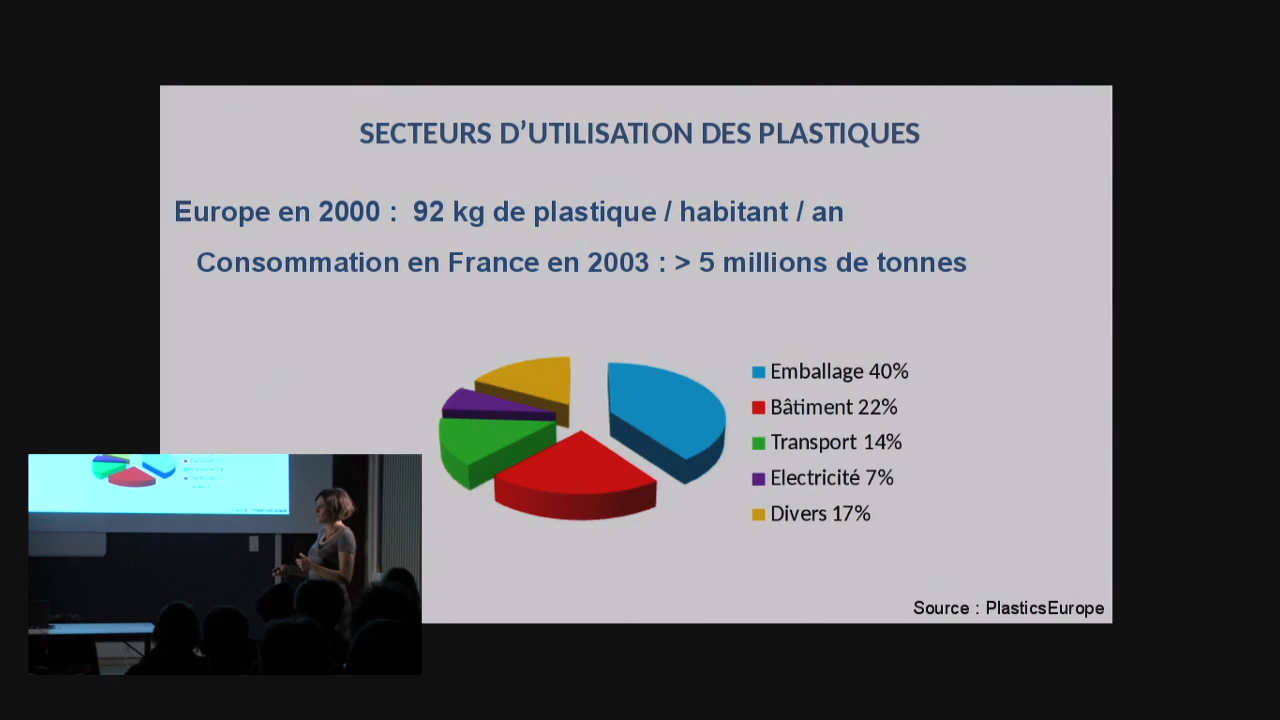 SECTEURS D’UTILISATION DES PLASTIQUES
Europe en 2000 : 92 kg de plastique / habitant / an
Consommation en France en 2003 : > 5 millions de tonnes
Emballage 40%
Bâtiment 22%
Transport 14%
Electricité 7%
Divers 17%
Source : PlasticsEurope